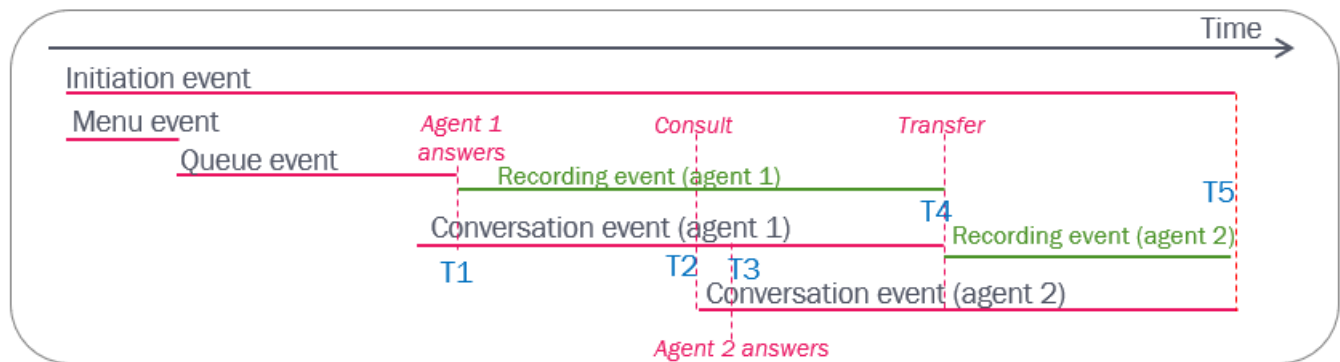 Time
Initiation event
Menu event
Agent 1
answers
Consult
Transfer
Queue event
Recording event (agent 1)
T5
T4
Conversation event (agent 1)
Recording event (agent 2)
T1
T2
T3
Conversation event (agent 2)
Agent 2 answers